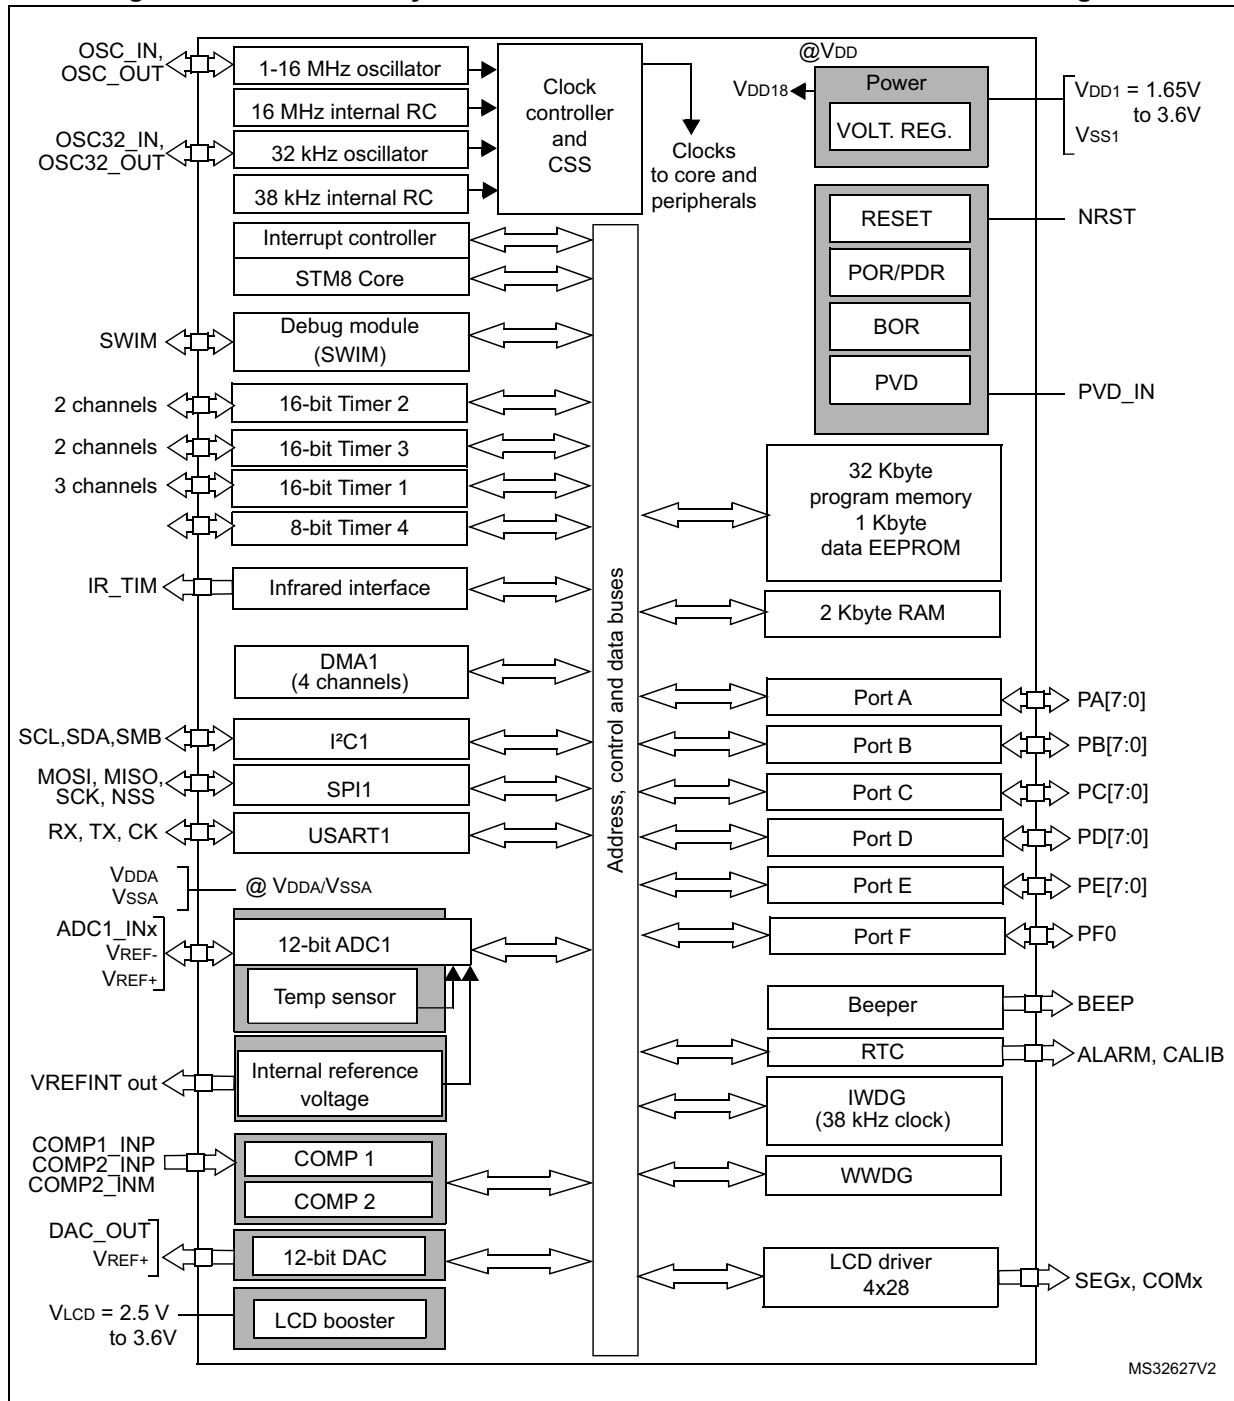 OSC_IN,
OSC_OUT
1-16 MHz oscillator
16 MHz internal RC
OSC32_IN,
OSC32_OUT
32 kHz oscillator
38 kHz internal RC
Clock
controller
and
CSS
Clocks
to core and
peripherals
@VDD
VDD18
Power
VOLT. REG.
VDD1 = 1.65V
to 3.6V
VSS1
RESET
NRST
POR/PDR
BOR
PVD
PVD_IN
Interrupt controller
STM8 Core
SWIM
Debug module
(SWIM)
2 channels
16-bit Timer 2
2 channels
16-bit Timer 3
3 channels
16-bit Timer 1
8-bit Timer 4
IR_TIM
Infrared interface
DMA1
(4 channels)
SCL,SDA,SMB
I²C1
MOSI, MISO,
SCK, NSS
SPI1
RX, TX, CK
USART1
VDDA
VSSA
@ VDDA/VSSA
ADC1_INx
VREF-
VREF+
12-bit ADC1
Temp sensor
VREFINT out
Internal reference
voltage
COMP1_INP
COMP2_INP
COMP2_INM
COMP 1
COMP 2
DAC_OUT
VREF+
12-bit DAC
VLCD = 2.5 V
to 3.6V
LCD booster
Address, control and data buses
32 Kbyte
program memory
1 Kbyte
data EEPROM
2 Kbyte RAM
Port A
PA[7:0]
Port B
PB[7:0]
Port C
PC[7:0]
Port D
PD[7:0]
Port E
PE[7:0]
Port F
PF0
Beeper
BEEP
RTC
ALARM, CALIB
IWDG
(38 kHz clock)
WWDG
LCD driver
4x28
SEGx, COMx
MS32627V2